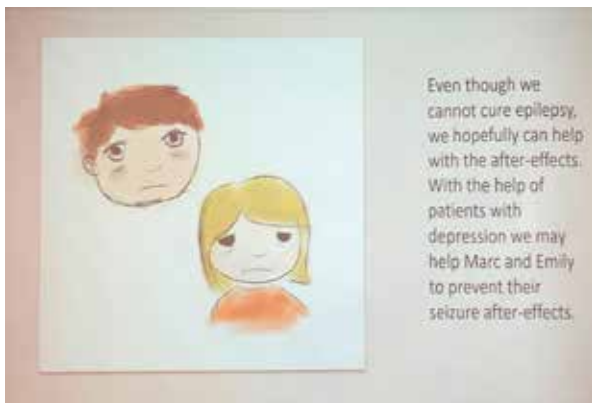 Even though we
cannot cure epilepsy,
we hopefully can help
with the after-effects.
With the help of
patients with
depression we may
help Marc and Emily
to prevent their
seizure after-effects.